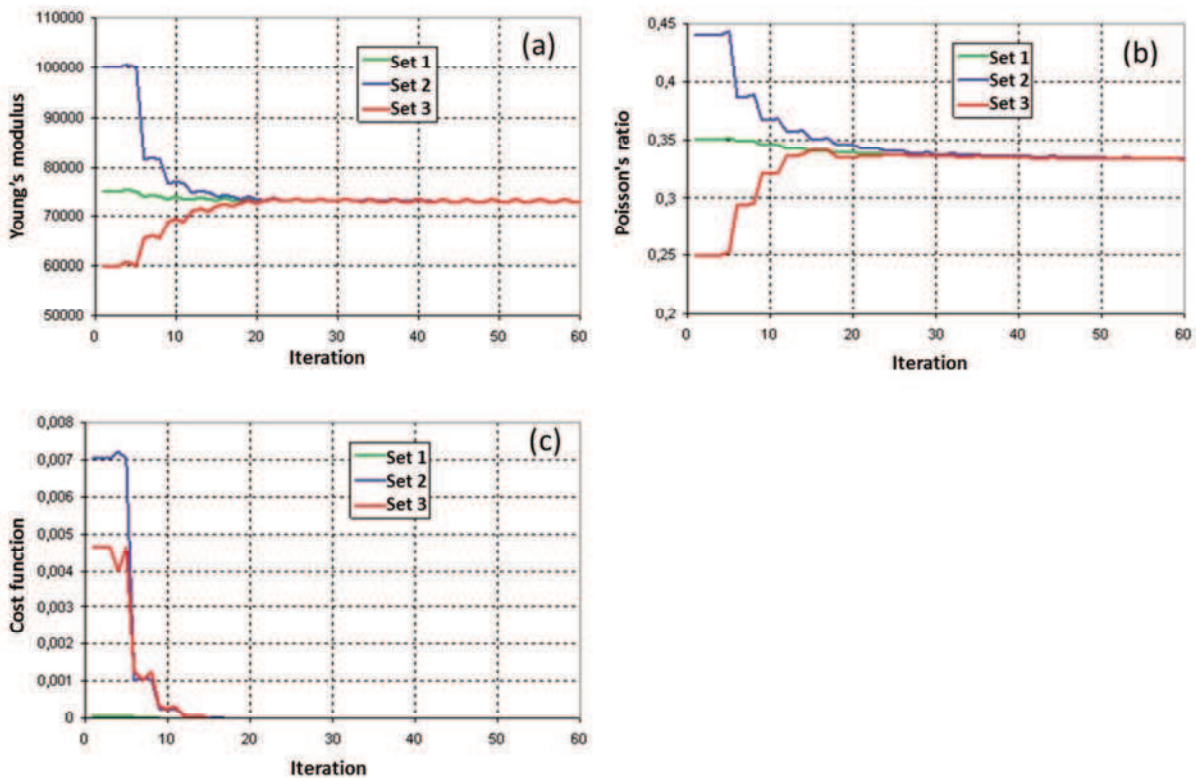 (a)
Young's modulus
110000
100000
90000
80000
70000
60000
50000
Set 1
Set 2
Set 3
0 10 20 30 40 50 60
Iteration
(b)
Poisson's ratio
0,45
0,4
0,35
0,3
0,25
0,2
Set 1
Set 2
Set 3
0 10 20 30 40 50 60
Iteration
(c)
Cost function
0,008
0,007
0,006
0,005
0,004
0,003
0,002
0,001
0
Set 1
Set 2
Set 3
0 10 20 30 40 50 60
Iteration